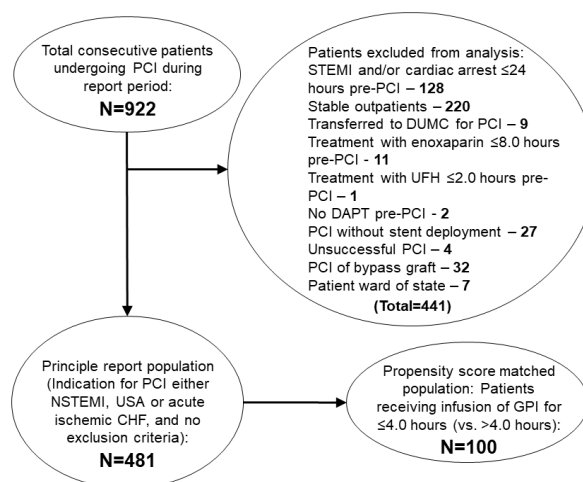 Total consecutive patients
undergoing PCI during
report period:
N=922
Patients excluded from analysis:
STEMI and/or cardiac arrest ≤24
hours pre-PCI – 128
Stable outpatients – 220
Transferred to DUMC for PCI – 9
Treatment with enoxaparin ≤8.0 hours
pre-PCI - 11
Treatment with UFH ≤2.0 hours pre-
PCI – 1
No DAPT pre-PCI - 2
PCI without stent deployment – 27
Unsuccessful PCI – 4
PCI of bypass graft – 32
Patient ward of state – 7
(Total=441)
Principle report population
(Indication for PCI either
NSTEMI, USA or acute
ischemic CHF, and no
exclusion criteria):
N=481
Propensity score matched
population: Patients
receiving infusion of GPI for
≤4.0 hours (vs. >4.0 hours):
N=100